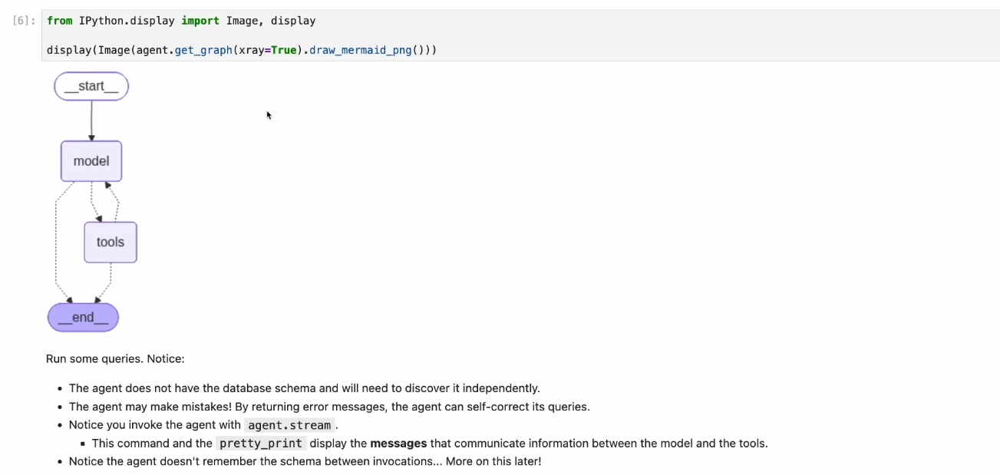 [6]: from IPython.display import Image, display
display(Image(agent.get_graph(xray=True).draw_mermaid_png()))
__start__
model
tools
__end__
Run some queries. Notice:
• The agent does not have the database schema and will need to discover it independently.
• The agent may make mistakes! By returning error messages, the agent can self-correct its queries.
• Notice you invoke the agent with agent.stream.
▪ This command and the pretty_print display the messages that communicate information between the model and the tools.
• Notice the agent doesn't remember the schema between invocations... More on this later!